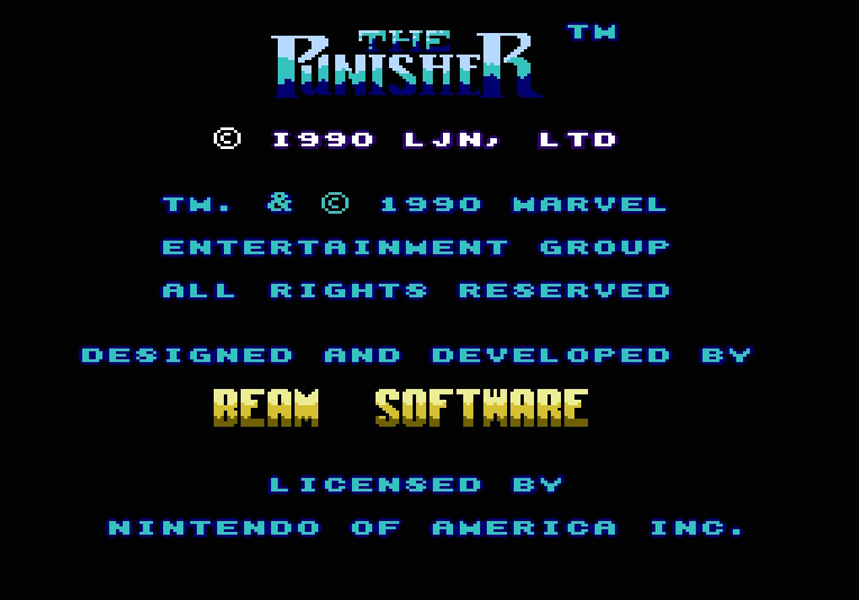 THE TM
PUNISHER
© 1990 LJN, LTD
TM. & © 1990 MARVEL
ENTERTAINMENT GROUP
ALL RIGHTS RESERVED
DESIGNED AND DEVELOPED BY
BEAM SOFTWARE
LICENSED BY
NINTENDO OF AMERICA INC.